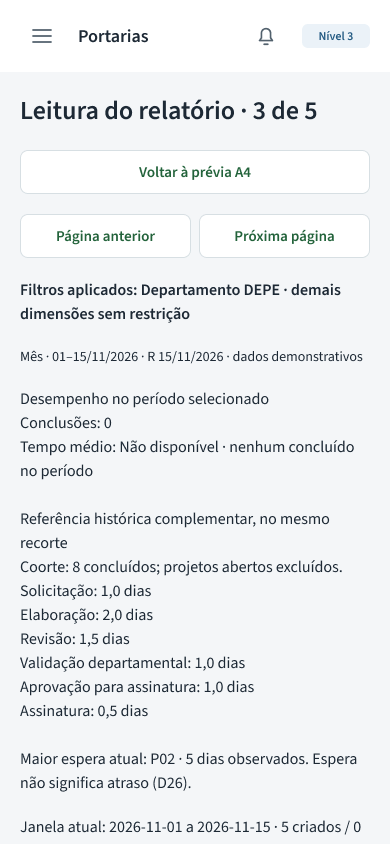 Portarias
Nível 3
Leitura do relatório · 3 de 5
Voltar à prévia A4
Página anterior
Próxima página
Filtros aplicados: Departamento DEPE · demais
dimensões sem restrição
Mês · 01–15/11/2026 · R 15/11/2026 · dados demonstrativos
Desempenho no período selecionado
Conclusões: 0
Tempo médio: Não disponível · nenhum concluído
no período
Referência histórica complementar, no mesmo
recorte
Coorte: 8 concluídos; projetos abertos excluídos.
Solicitação: 1,0 dias
Elaboração: 2,0 dias
Revisão: 1,5 dias
Validação departamental: 1,0 dias
Aprovação para assinatura: 1,0 dias
Assinatura: 0,5 dias
Maior espera atual: P02 · 5 dias observados. Espera
não significa atraso (D26).
Janela atual: 2026-11-01 a 2026-11-15 · 5 criados / 0